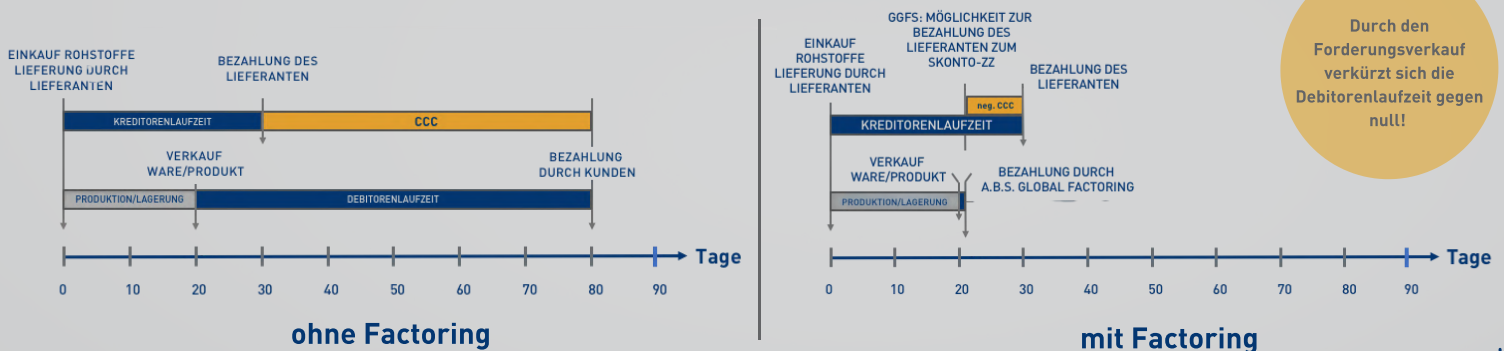 EINKAUF ROHSTOFFE
LIEFERUNG DURCH
LIEFERANTEN
BEZAHLUNG DES
LIEFERANTEN
KREDITORENLAUFZEIT
CCC
VERKAUF
WARE/PRODUKT
BEZAHLUNG
DURCH KUNDEN
PRODUKTION/LAGERUNG
DEBITORENLAUFZEIT
Tage
0 10 20 30 40 50 60 70 80 90
ohne Factoring
EINKAUF
ROHSTOFFE
LIEFERUNG DURCH
LIEFERANTEN
GGFS: MÖGLICHKEIT ZUR
BEZAHLUNG DES
LIEFERANTEN ZUM
SKONTO-ZZ
BEZAHLUNG DES
LIEFERANTEN
neg. CCC
KREDITORENLAUFZEIT
VERKAUF
WARE/PRODUKT
BEZAHLUNG DURCH
A.B.S. GLOBAL FACTORING
PRODUKTION/LAGERUNG
Tage
0 10 20 30 40 50 60 70 80 90
mit Factoring
Durch den
Forderungsverkauf
verkürzt sich die
Debitorenlaufzeit gegen
null!